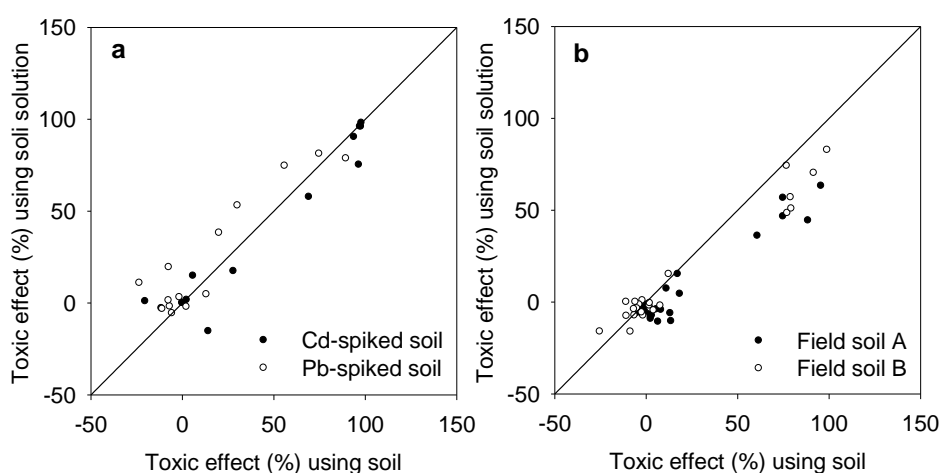 150
a
100
50
0
-50
-50 0 50 100 150
Toxic effect (%) using soli solution
Toxic effect (%) using soil
Cd-spiked soil
Pb-spiked soil
150
b
100
50
0
-50
-50 0 50 100 150
Toxic effect (%) using soil solution
Toxic effect (%) using soil
Field soil A
Field soil B